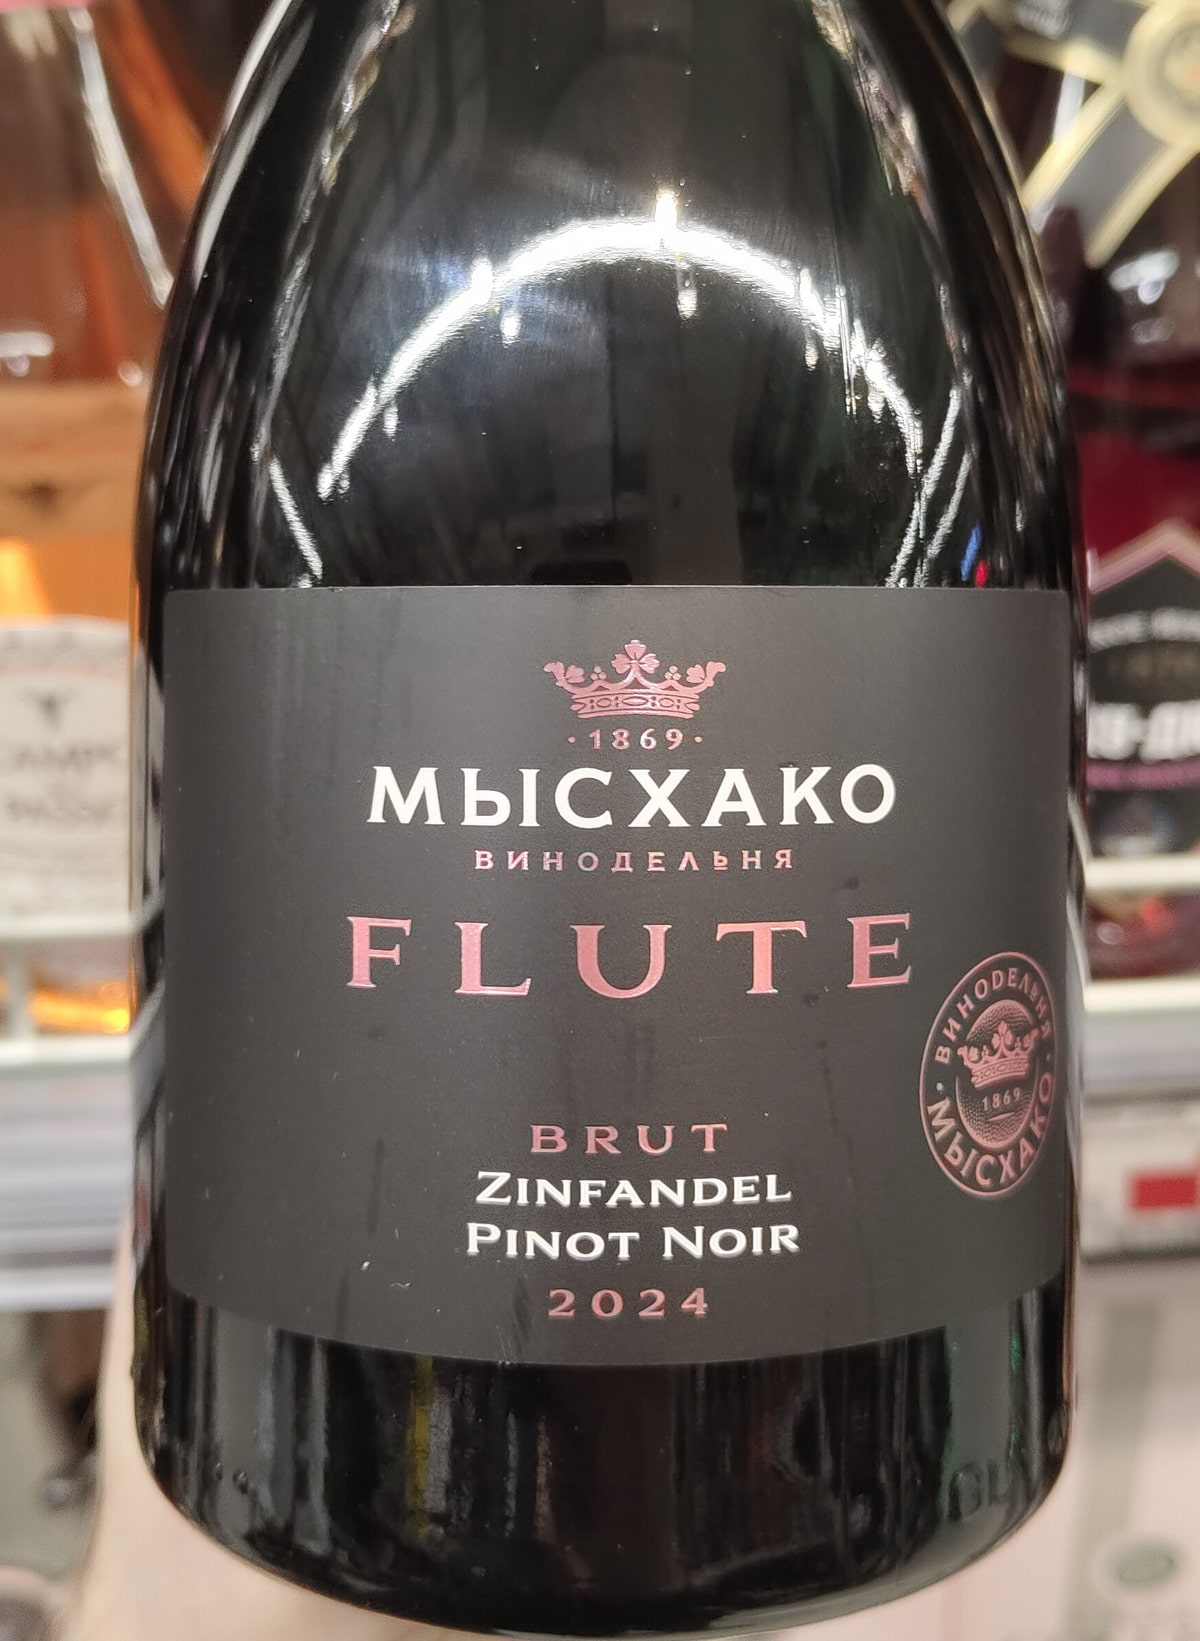 ·1869·
МЫСХАКО
ВИНОДЕЛЬНЯ
FLUTE
ВИНОДЕЛЬНЯ
1869
МЫСХАКО
BRUT
ZINFANDEL
PINOT NOIR
2024